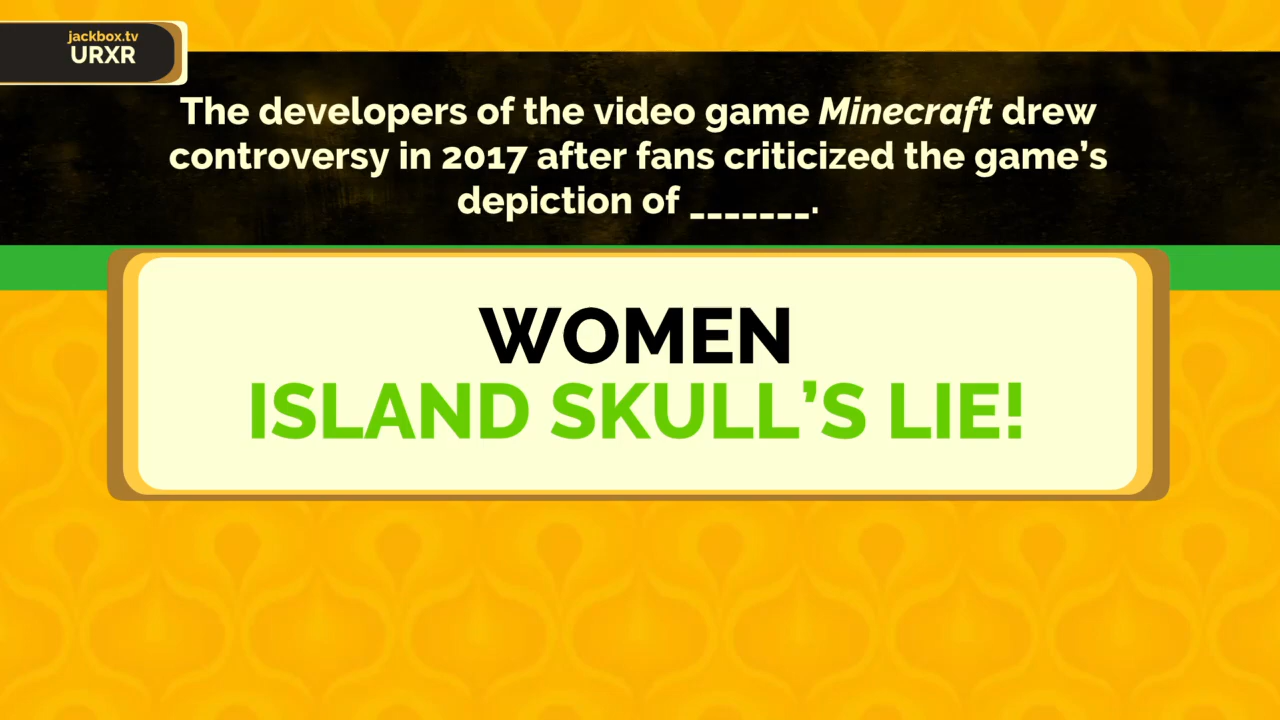 jackbox.tv
URXR
The developers of the video game Minecraft drew
controversy in 2017 after fans criticized the game's
depiction of _______.
WOMEN
ISLAND SKULL'S LIE!